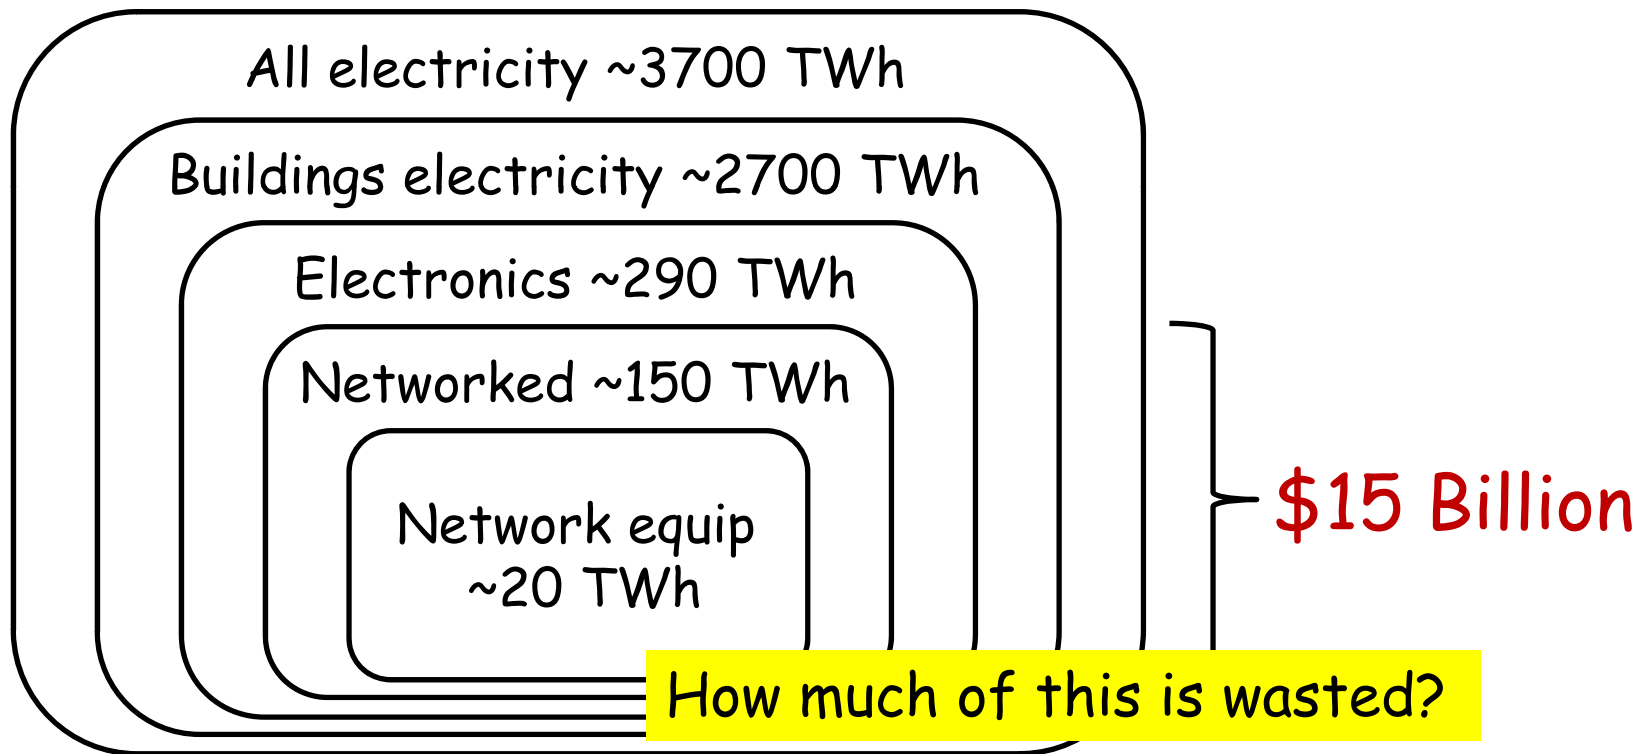 All electricity ~3700 TWh
Buildings electricity ~2700 TWh
Electronics ~290 TWh
Networked ~150 TWh
Network equip
~20 TWh
$15 Billion
How much of this is wasted?